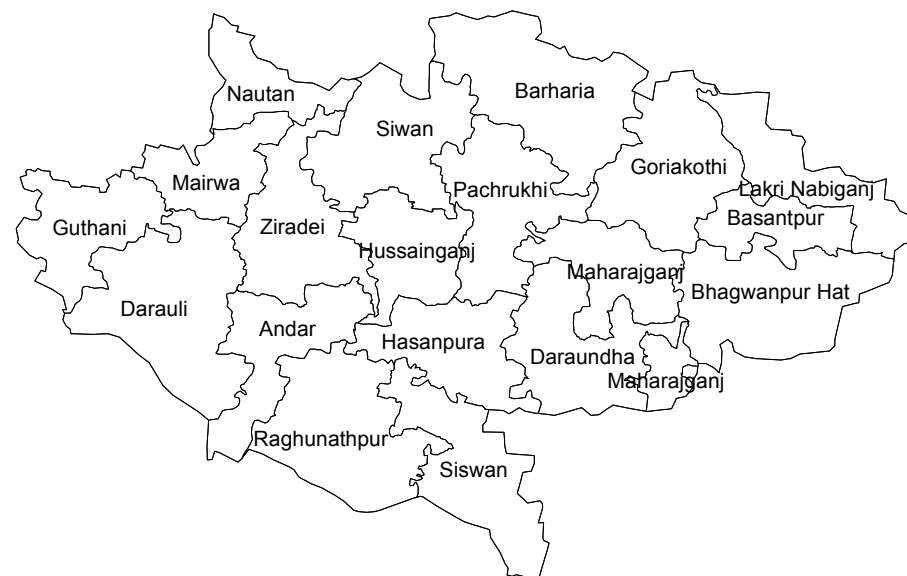 Nautan
Barharia
Siwan
Goriakothi
Mairwa
Pachrukhi
Lakri Nabiganj
Guthani
Ziradei
Basantpur
Hussainganj
Maharajganj
Bhagwanpur Hat
Darauli
Andar
Hasanpura
Daraundha
Maharajganj
Raghunathpur
Siswan